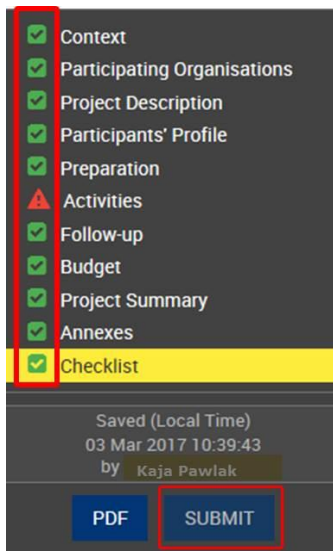 Context
Participating Organisations
Project Description
Participants' Profile
Preparation
Activities
Follow-up
Budget
Project Summary
Annexes
Checklist
Saved (Local Time)
03 Mar 2017 10:39:43
by Kaja Pawlak
PDF SUBMIT